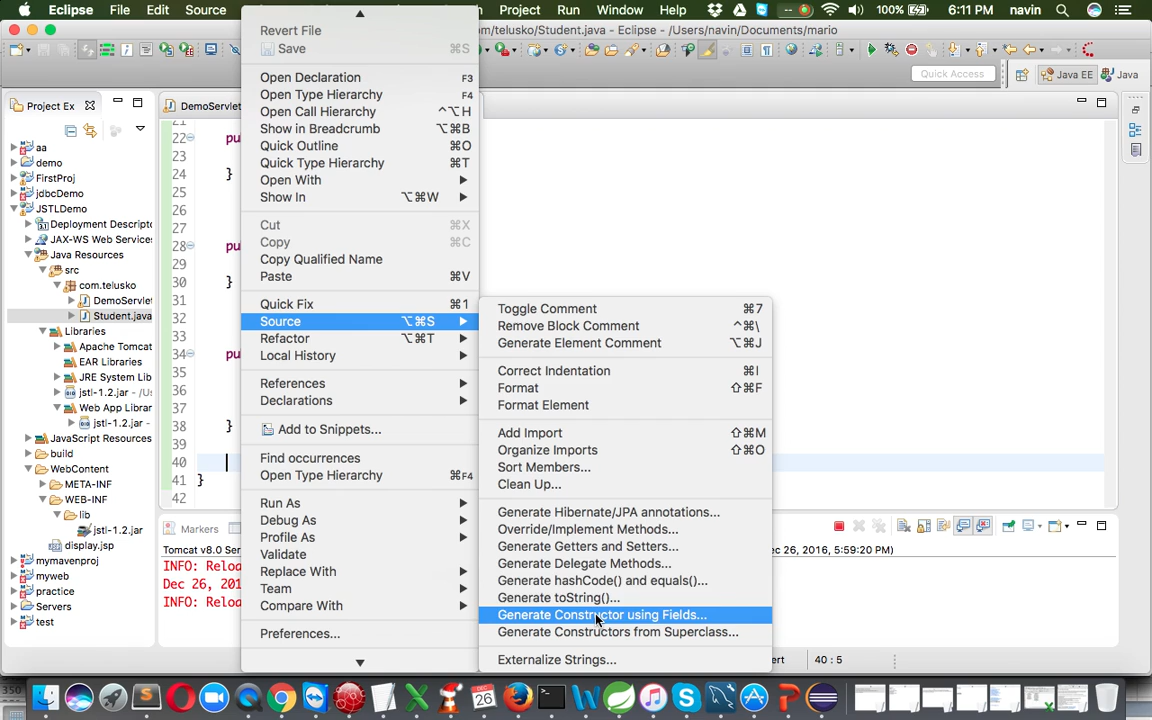 Eclipse File Edit Source Project Run Window Help 100% 6:11 PM navin
m/telusko/Student.java - Eclipse - /Users/navin/Documents/mario
Quick Access Java EE Java
Project Ex
DemoServlet
aa
demo
FirstProj
jdbcDemo
JSTLDemo
Deployment Descripto
JAX-WS Web Services
Java Resources
src
com.telusko
DemoServlet
Student.java
Libraries
Apache Tomcat
EAR Libraries
JRE System Lib
jstl-1.2.jar - /Us
Web App Librar
jstl-1.2.jar
JavaScript Resources
build
WebContent
META-INF
WEB-INF
lib
jstl-1.2.jar
display.jsp
mymavenproj
myweb
practice
Servers
test
21
22 pu
23
24 }
25
26
27
28 pu
29
30 }
31
32
33
34 pu
35
36
37
38 }
39
40
41 }
42
Revert File
Save ⌘S
Open Declaration F3
Open Type Hierarchy F4
Open Call Hierarchy ^⌥H
Show in Breadcrumb ⌥⌘B
Quick Outline ⌘O
Quick Type Hierarchy ⌘T
Open With
Show In ⌥⌘W
Cut ⌘X
Copy ⌘C
Copy Qualified Name
Paste ⌘V
Quick Fix ⌘1
Source ⌥⌘S
Refactor ⌥⌘T
Local History
References
Declarations
Add to Snippets...
Find occurrences
Open Type Hierarchy ⌘F4
Run As
Debug As
Profile As
Validate
Replace With
Team
Compare With
Preferences...
Toggle Comment ⌘7
Remove Block Comment ^⌘\
Generate Element Comment ⌥⌘J
Correct Indentation ⌘I
Format ⇧⌘F
Format Element
Add Import ⇧⌘M
Organize Imports ⇧⌘O
Sort Members...
Clean Up...
Generate Hibernate/JPA annotations...
Override/Implement Methods...
Generate Getters and Setters...
Generate Delegate Methods...
Generate hashCode() and equals()...
Generate toString()...
Generate Constructor using Fields...
Generate Constructors from Superclass...
Externalize Strings...
Markers
Tomcat v8.0 Ser
ec 26, 2016, 5:59:20 PM)
INFO: Reloa
Dec 26, 201
INFO: Reloa
ert 40 : 5
DEC
26